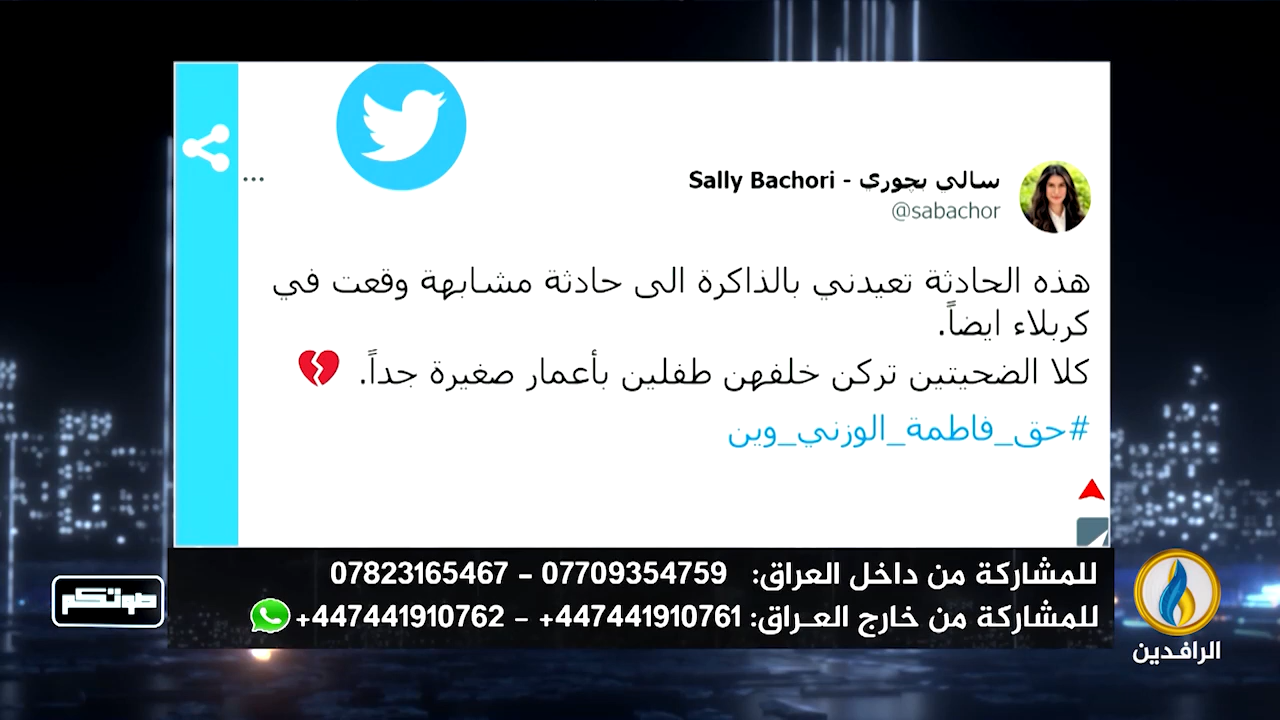 سالي بچوري - Sally Bachori
@sabachor
...
هذه الحادثة تعيدني بالذاكرة الى حادثة مشابهة وقعت في
كربلاء ايضاً.
كلا الضحيتين تركن خلفهن طفلين بأعمار صغيرة جداً. 💔
#حق_فاطمة_الوزني_وين
للمشاركة من داخل العراق: 07709354759 - 07823165467
للمشاركة من خارج العـراق: 447441910761+ - 447441910762+
صوتكم
الرافدين